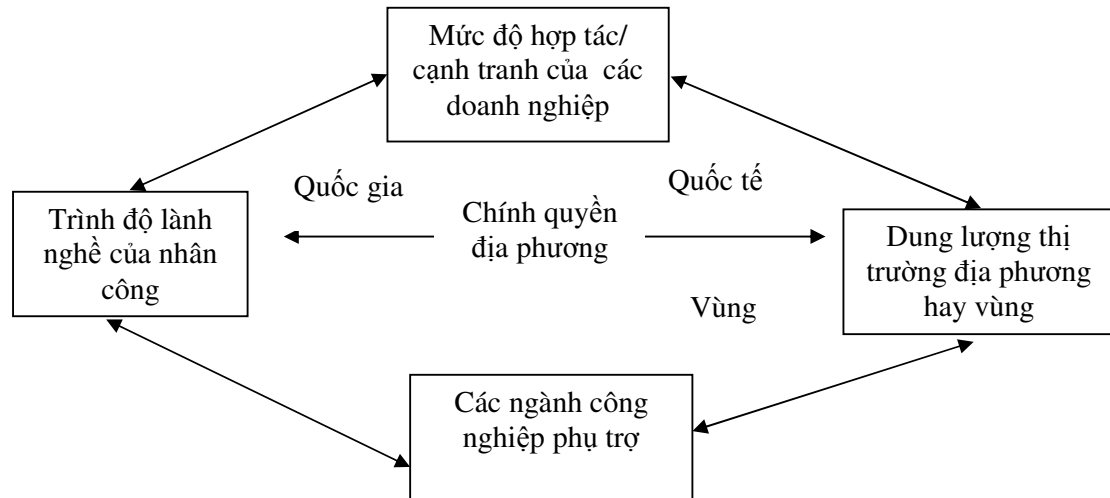 Mức độ hợp tác/
cạnh tranh của các
doanh nghiệp
Quốc gia
Quốc tế
Trình độ lành
nghề của nhân
công
Chính quyền
địa phương
Dung lượng thị
trường địa phương
hay vùng
Vùng
Các ngành công
nghiệp phụ trợ